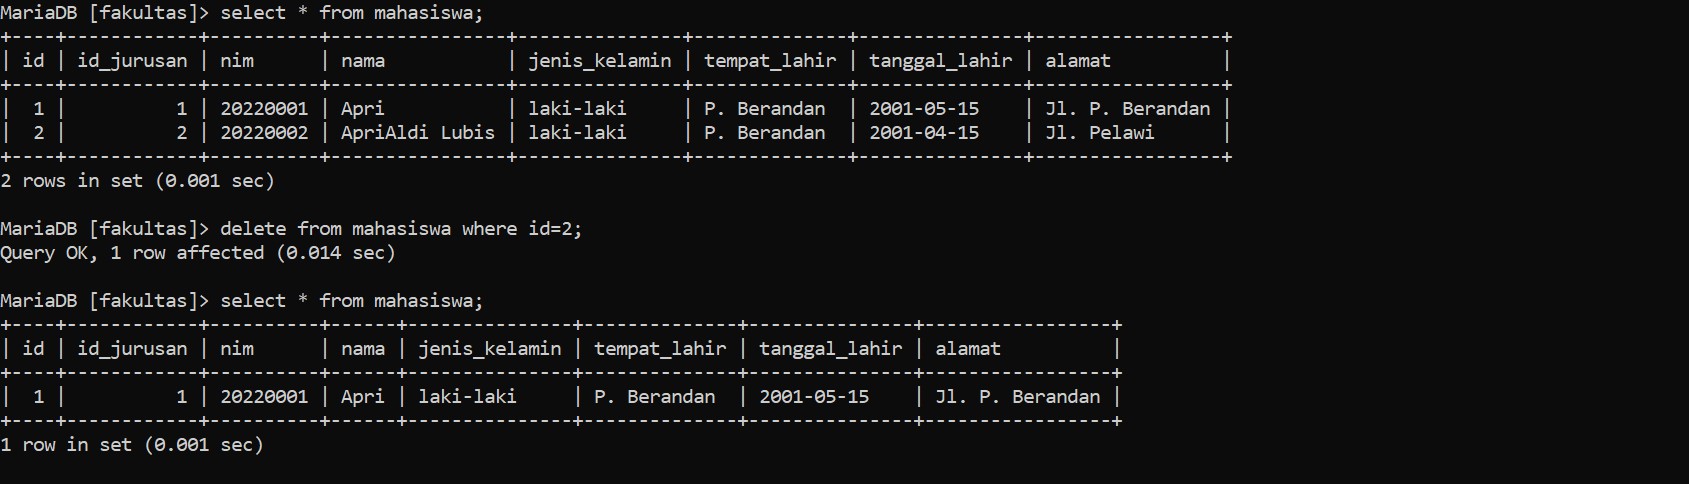 MariaDB [fakultas]> select * from mahasiswa;
+----+------------+----------+----------------+---------------+--------------+---------------+-----------------+
| id | id_jurusan | nim      | nama           | jenis_kelamin | tempat_lahir | tanggal_lahir | alamat          |
+----+------------+----------+----------------+---------------+--------------+---------------+-----------------+
|  1 |          1 | 20220001 | Apri           | laki-laki     | P. Berandan  | 2001-05-15    | Jl. P. Berandan |
|  2 |          2 | 20220002 | ApriAldi Lubis | laki-laki     | P. Berandan  | 2001-04-15    | Jl. Pelawi      |
+----+------------+----------+----------------+---------------+--------------+---------------+-----------------+
2 rows in set (0.001 sec)
MariaDB [fakultas]> delete from mahasiswa where id=2;
Query OK, 1 row affected (0.014 sec)
MariaDB [fakultas]> select * from mahasiswa;
+----+------------+----------+------+---------------+--------------+---------------+-----------------+
| id | id_jurusan | nim      | nama | jenis_kelamin | tempat_lahir | tanggal_lahir | alamat          |
+----+------------+----------+------+---------------+--------------+---------------+-----------------+
|  1 |          1 | 20220001 | Apri | laki-laki     | P. Berandan  | 2001-05-15    | Jl. P. Berandan |
+----+------------+----------+------+---------------+--------------+---------------+-----------------+
1 row in set (0.001 sec)